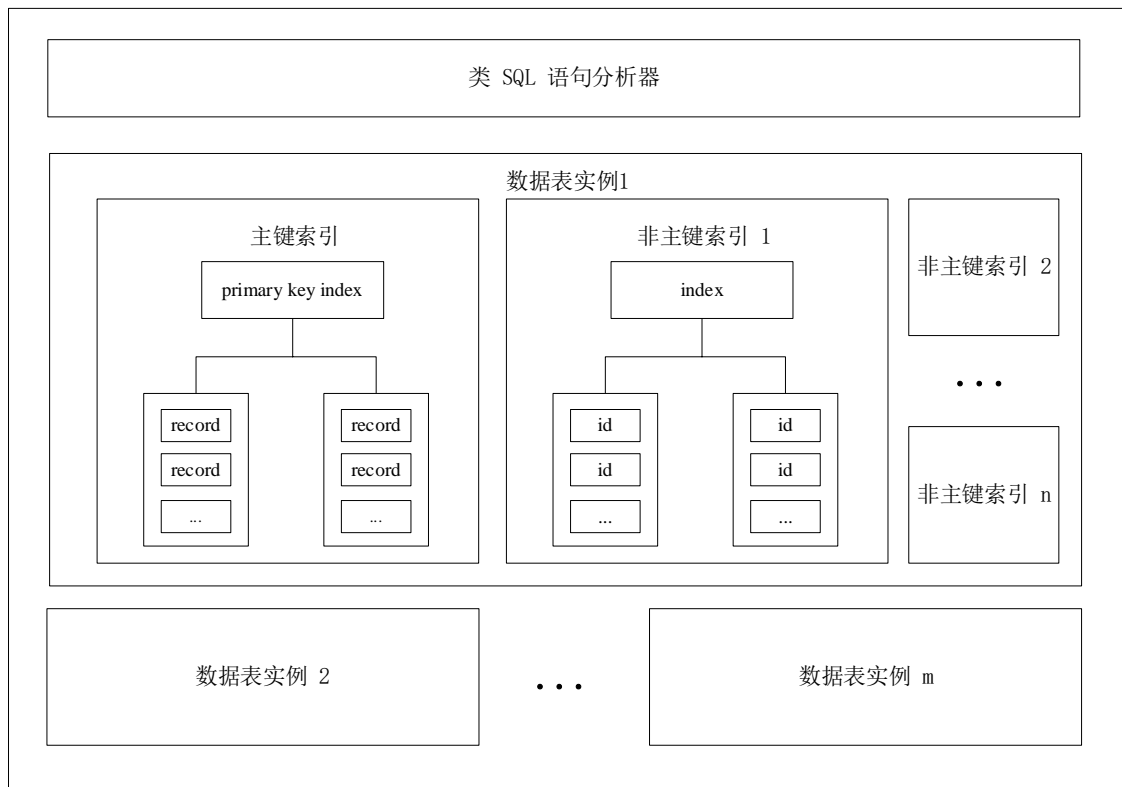 类 SQL 语句分析器
数据表实例1
主键索引
primary key index
record
record
...
record
record
...
非主键索引 1
index
id
id
...
id
id
...
非主键索引 2
...
非主键索引 n
数据表实例 2
...
数据表实例 m